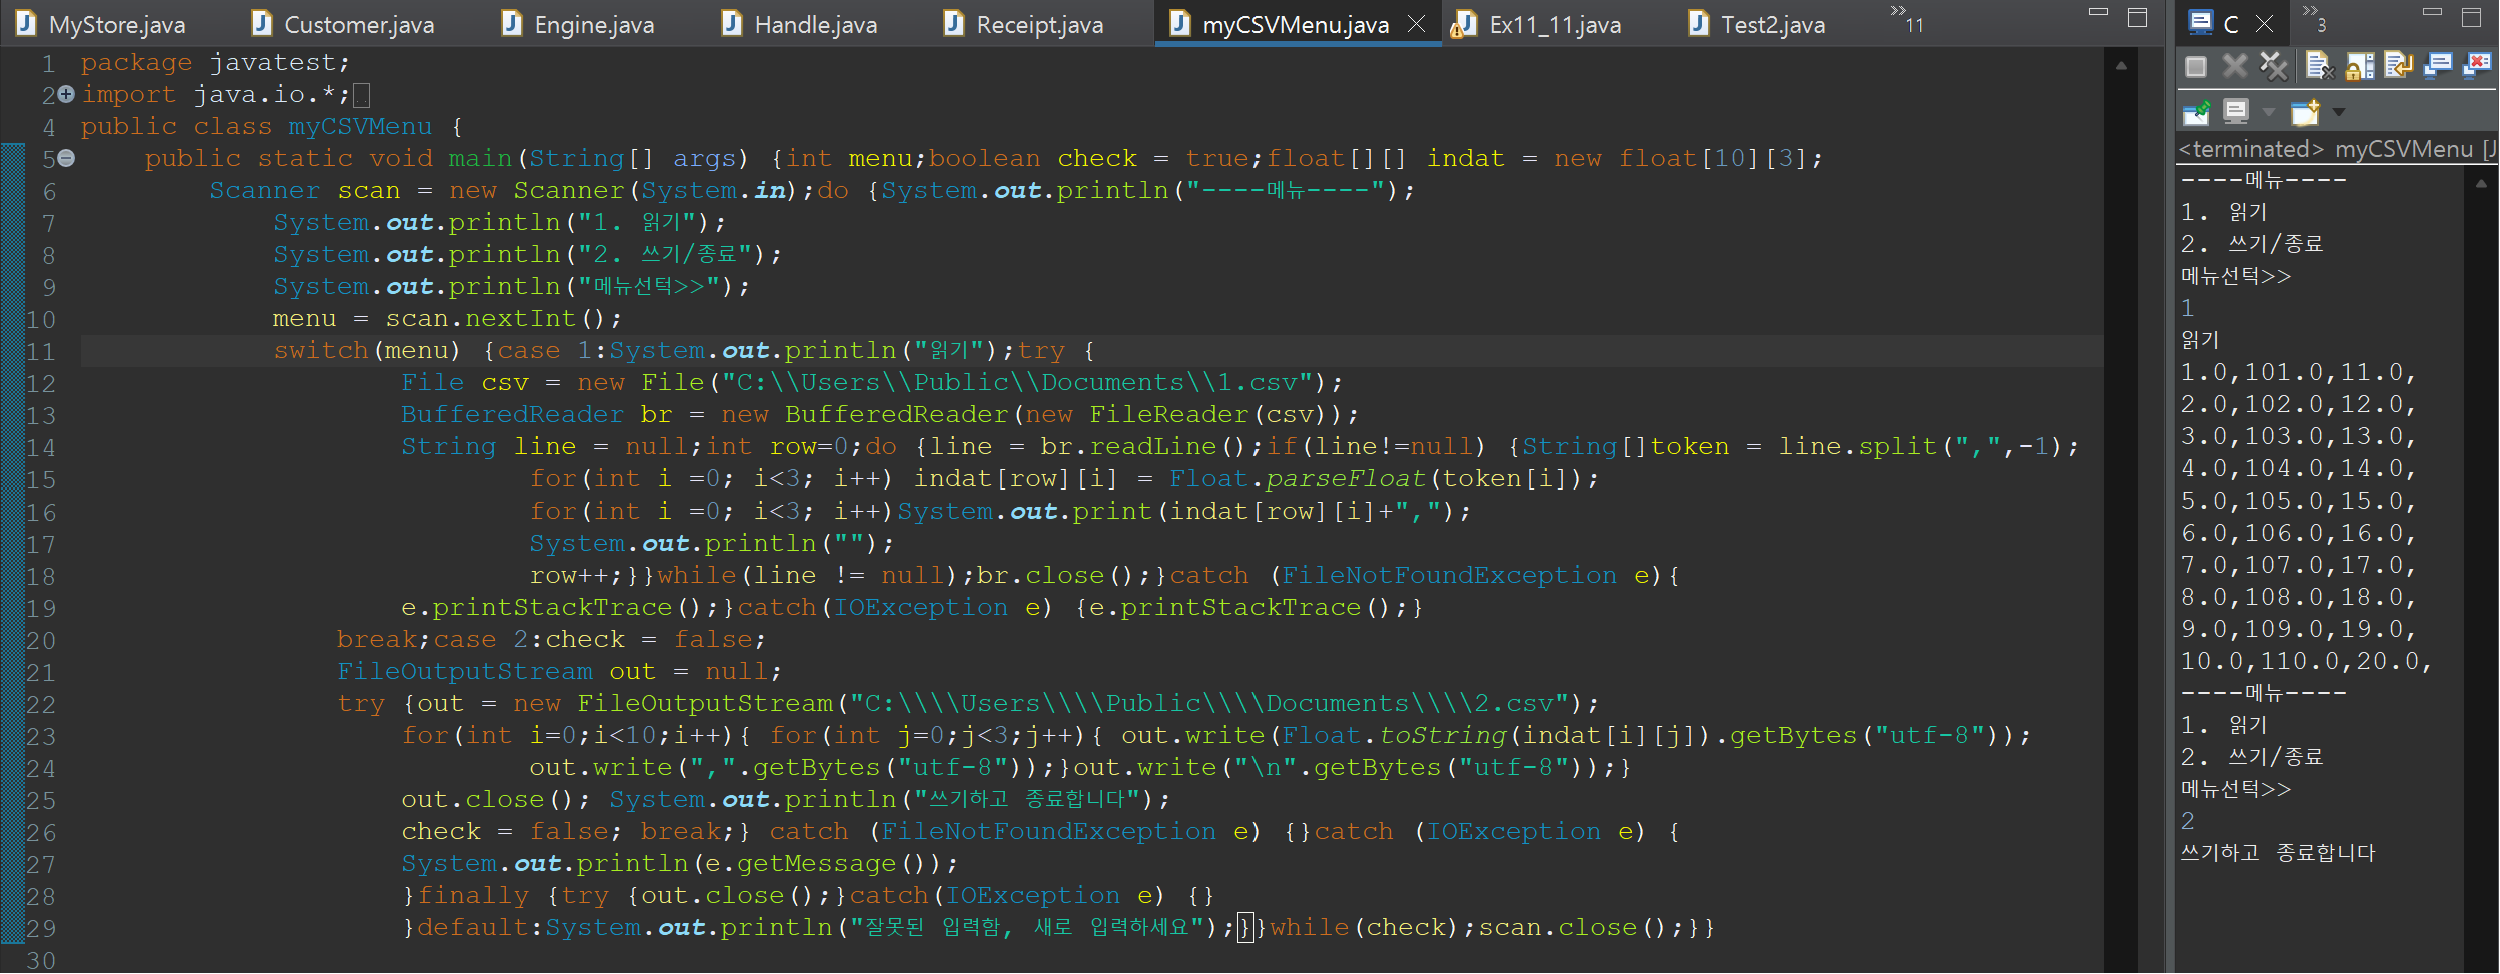 MyStore.java Customer.java Engine.java Handle.java Receipt.java myCSVMenu.java Ex11_11.java Test2.java »11
1 package javatest;
2 import java.io.*;
4 public class myCSVMenu {
5 public static void main(String[] args) {int menu;boolean check = true;float[][] indat = new float[10][3];
6 Scanner scan = new Scanner(System.in);do {System.out.println("----메뉴----");
7 System.out.println("1. 읽기");
8 System.out.println("2. 쓰기/종료");
9 System.out.println("메뉴선턱>>");
10 menu = scan.nextInt();
11 switch(menu) {case 1:System.out.println("읽기");try {
12 File csv = new File("C:\\Users\\Public\\Documents\\1.csv");
13 BufferedReader br = new BufferedReader(new FileReader(csv));
14 String line = null;int row=0;do {line = br.readLine();if(line!=null) {String[]token = line.split(",",-1);
15 for(int i =0; i<3; i++) indat[row][i] = Float.parseFloat(token[i]);
16 for(int i =0; i<3; i++)System.out.print(indat[row][i]+",");
17 System.out.println("");
18 row++;}}while(line != null);br.close();}catch (FileNotFoundException e){
19 e.printStackTrace();}catch(IOException e) {e.printStackTrace();}
20 break;case 2:check = false;
21 FileOutputStream out = null;
22 try {out = new FileOutputStream("C:\\\\Users\\\\Public\\\\Documents\\\\2.csv");
23 for(int i=0;i<10;i++){ for(int j=0;j<3;j++){ out.write(Float.toString(indat[i][j]).getBytes("utf-8"));
24 out.write(",".getBytes("utf-8"));}out.write("\n".getBytes("utf-8"));}
25 out.close(); System.out.println("쓰기하고 종료합니다");
26 check = false; break;} catch (FileNotFoundException e) {}catch (IOException e) {
27 System.out.println(e.getMessage());
28 }finally {try {out.close();}catch(IOException e) {}
29 }default:System.out.println("잘못된 입력함, 새로 입력하세요");}}while(check);scan.close();}}
30
C »3
<terminated> myCSVMenu [J
----메뉴----
1. 읽기
2. 쓰기/종료
메뉴선턱>>
1
읽기
1.0,101.0,11.0,
2.0,102.0,12.0,
3.0,103.0,13.0,
4.0,104.0,14.0,
5.0,105.0,15.0,
6.0,106.0,16.0,
7.0,107.0,17.0,
8.0,108.0,18.0,
9.0,109.0,19.0,
10.0,110.0,20.0,
----메뉴----
1. 읽기
2. 쓰기/종료
메뉴선턱>>
2
쓰기하고 종료합니다